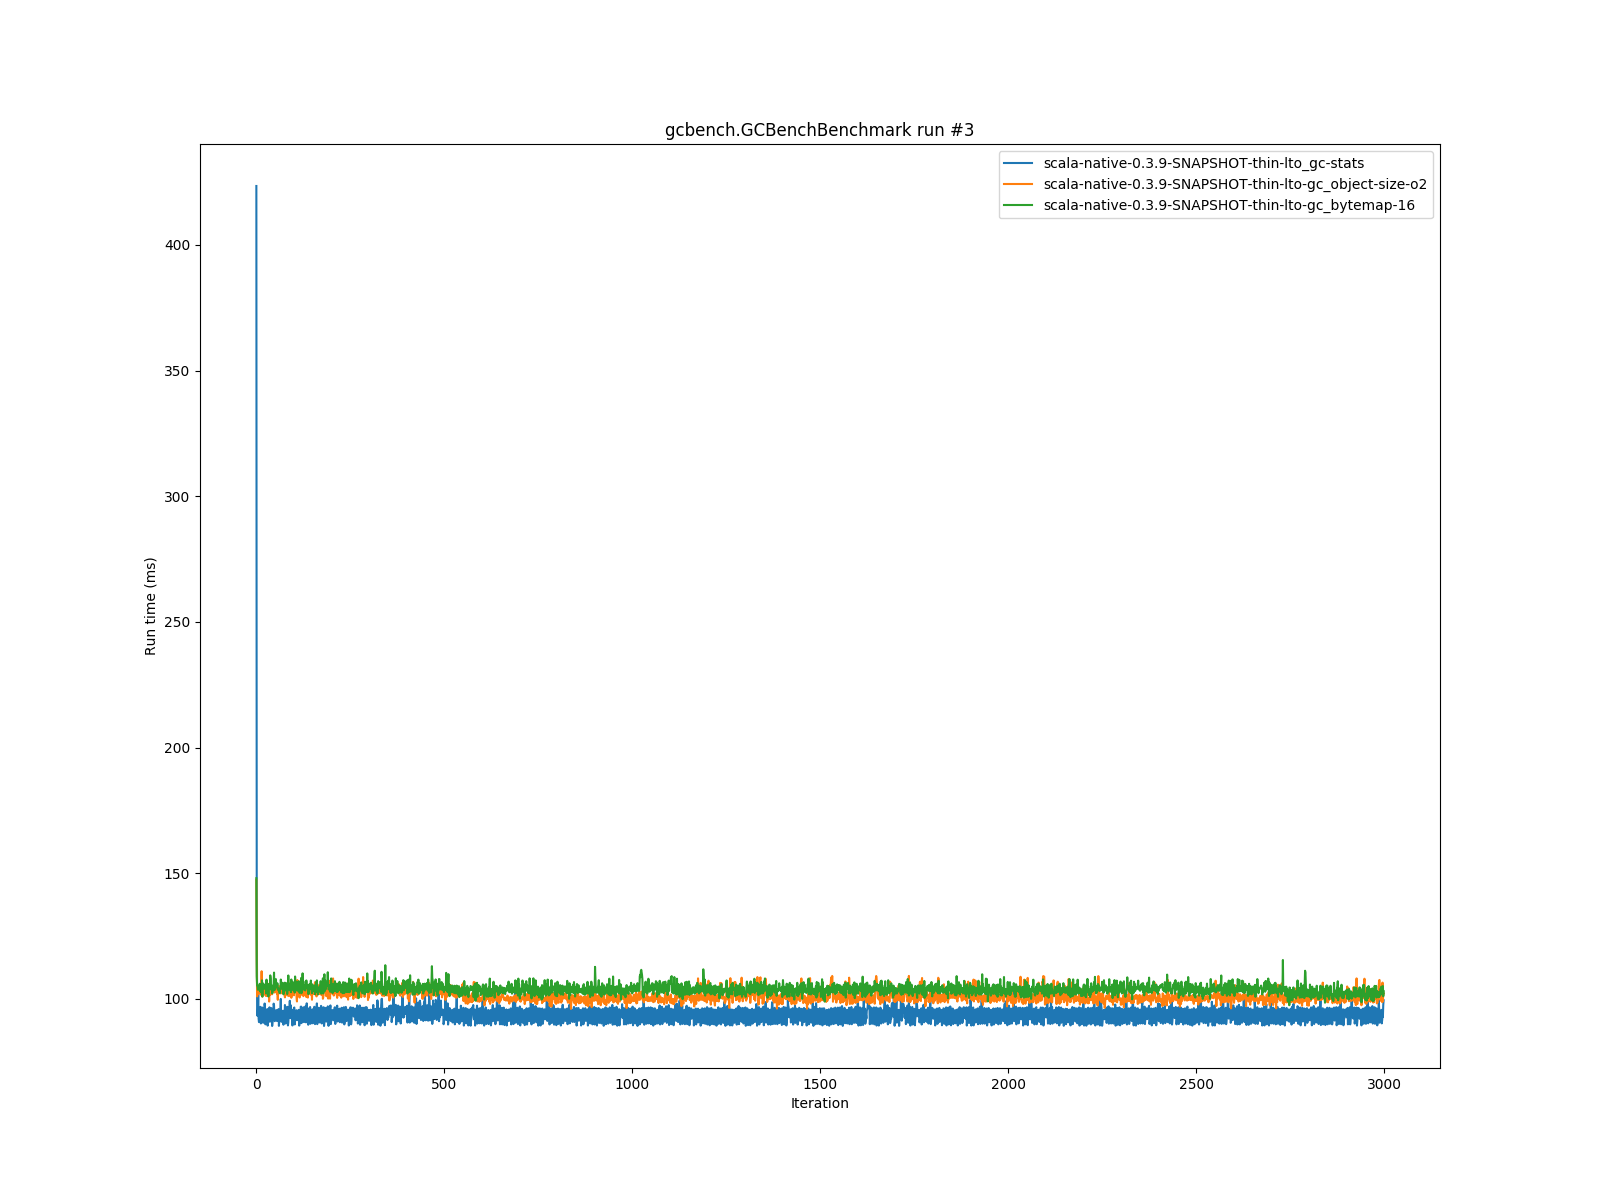 gcbench.GCBenchBenchmark run #3
scala-native-0.3.9-SNAPSHOT-thin-lto_gc-stats
scala-native-0.3.9-SNAPSHOT-thin-lto-gc_object-size-o2
scala-native-0.3.9-SNAPSHOT-thin-lto-gc_bytemap-16
400
350
300
250
200
150
100
Run time (ms)
0 500 1000 1500 2000 2500 3000
Iteration